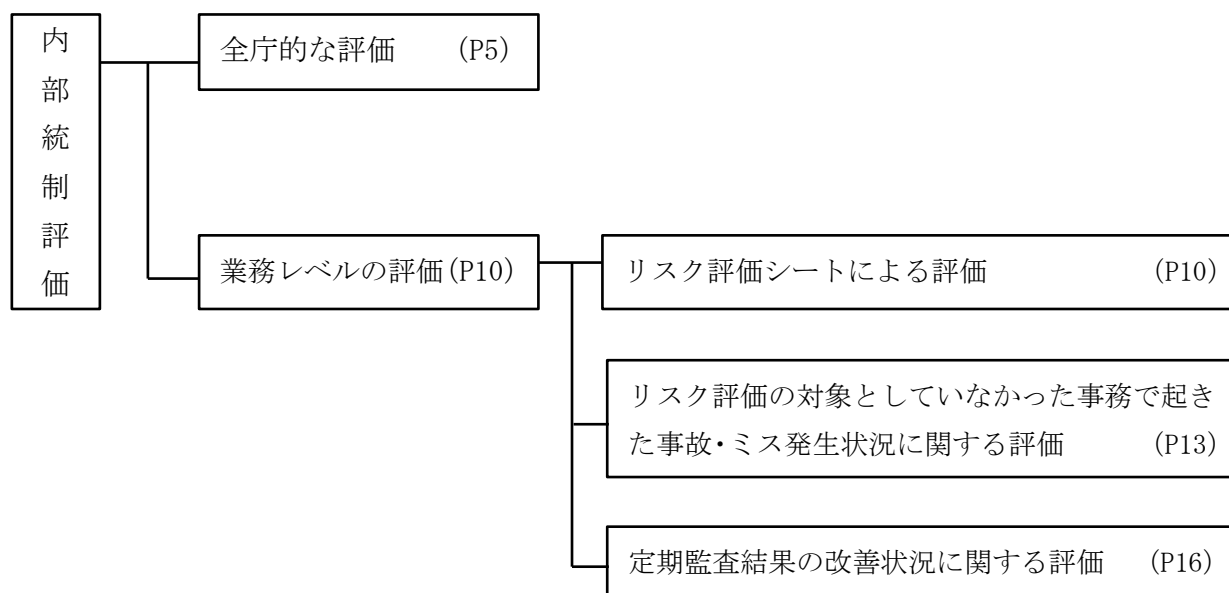 内部統制評価
全庁的な評価 (P5)
業務レベルの評価(P10)
リスク評価シートによる評価 (P10)
リスク評価の対象としていなかった事務で起き
た事故・ミス発生状況に関する評価 (P13)
定期監査結果の改善状況に関する評価 (P16)